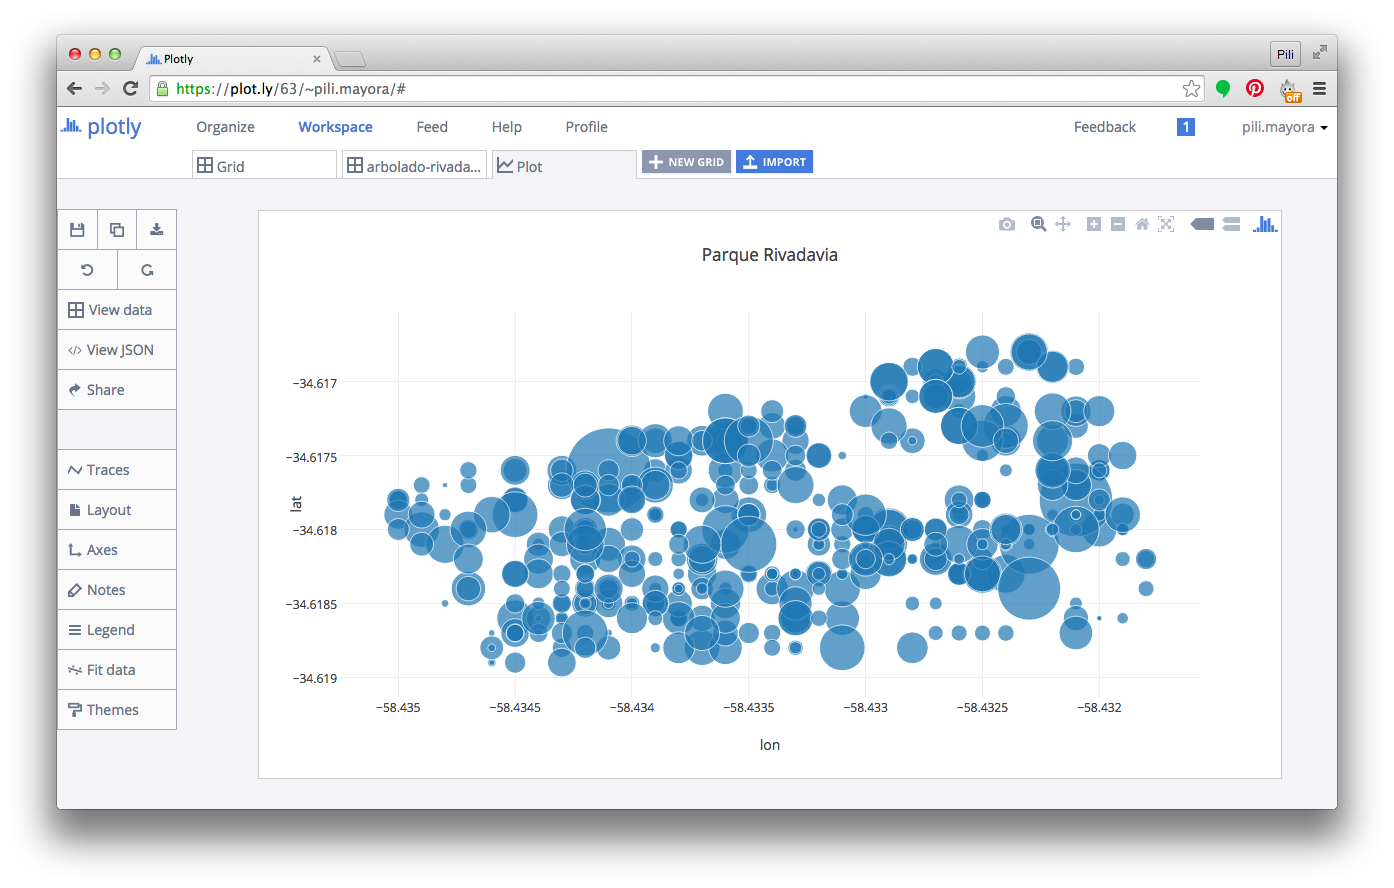 Plotly
Pili
https://plot.ly/63/~pili.mayora/#
off
plotly
Organize
Workspace
Feed
Help
Profile
Feedback
1
pili.mayora
Grid
arbolado-rivada...
Plot
NEW GRID
IMPORT
View data
View JSON
Share
Traces
Layout
Axes
Notes
Legend
Fit data
Themes
Parque Rivadavia
−34.617
−34.6175
−34.618
−34.6185
−34.619
lat
−58.435
−58.4345
−58.434
−58.4335
−58.433
−58.4325
−58.432
lon